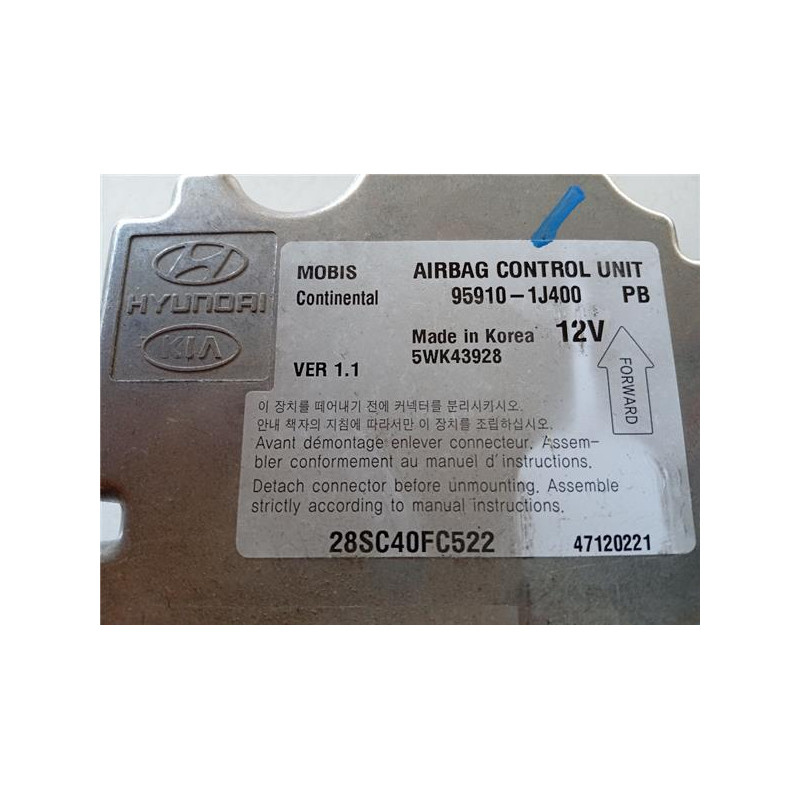 HYUNDAI
KIA
MOBIS AIRBAG CONTROL UNIT
Continental 95910-1J400 PB
Made in Korea 12V
5WK43928
VER 1.1
FORWARD
이 장치를 떼어내기 전에 커넥터를 분리시키시오.
안내 책자의 지침에 따라서만 이 장치를 조립하십시오.
Avant démontage enlever connecteur. Assem-
bler conformement au manuel d'instructions.
Detach connector before unmounting. Assemble
strictly according to manual instructions.
28SC40FC522 47120221